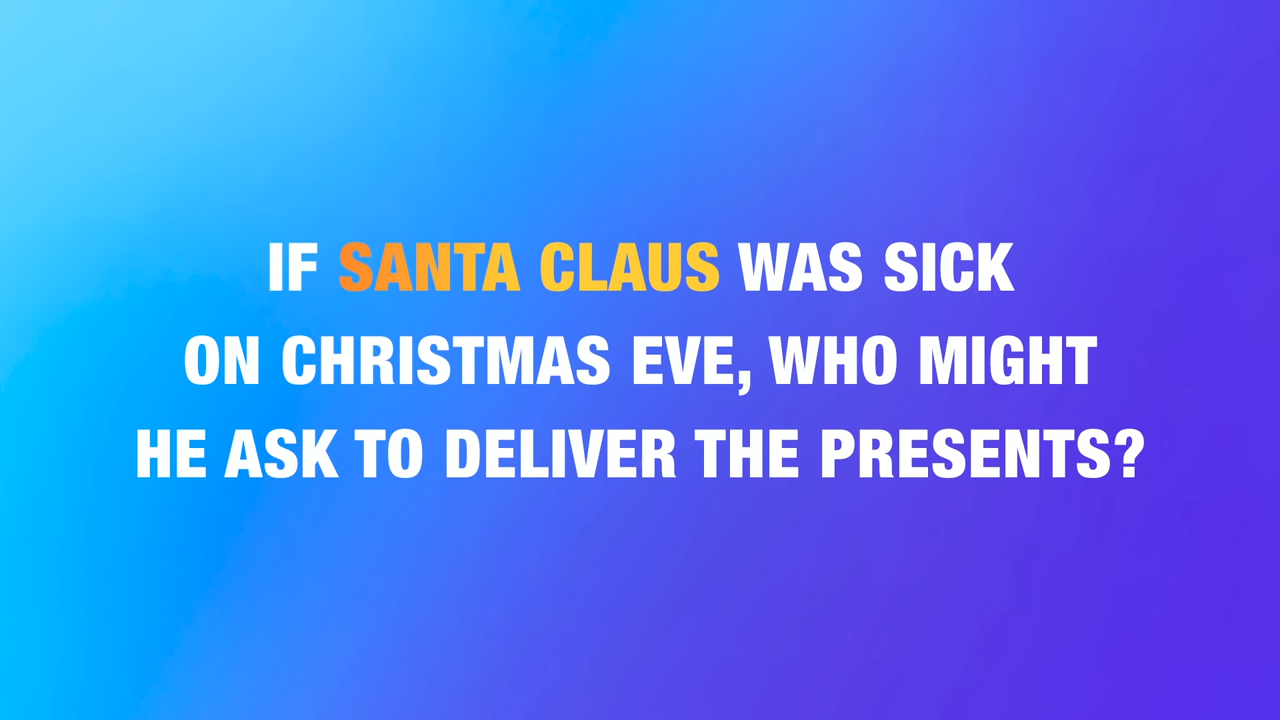 IF SANTA CLAUS WAS SICK
ON CHRISTMAS EVE, WHO MIGHT
HE ASK TO DELIVER THE PRESENTS?